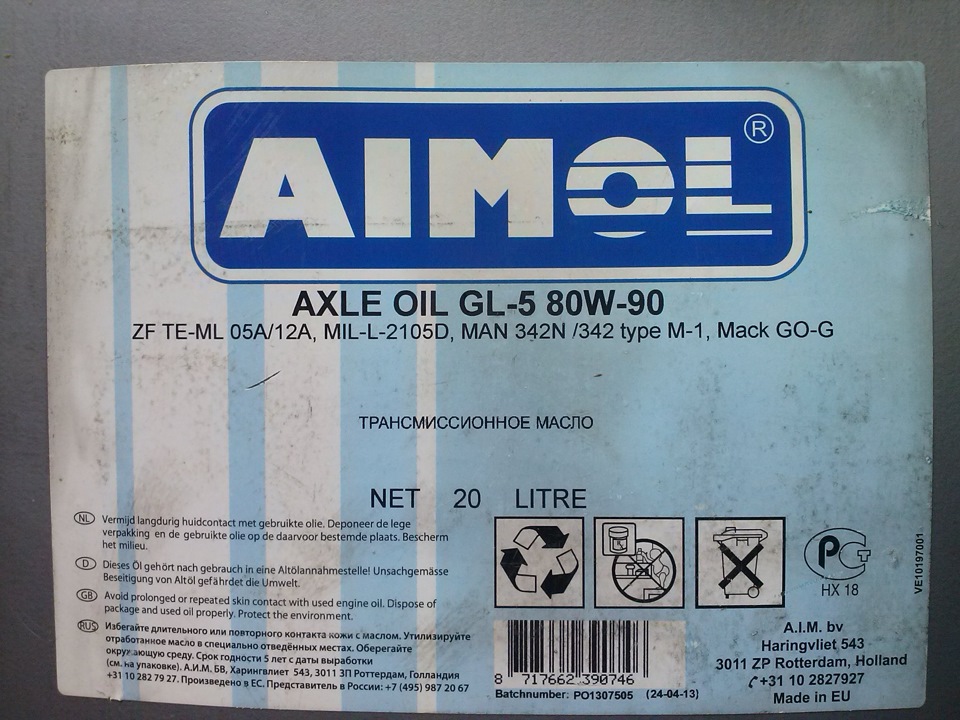 AIMOL®
AXLE OIL GL-5 80W-90
ZF TE-ML 05A/12A, MIL-L-2105D, MAN 342N /342 type M-1, Mack GO-G
ТРАНСМИССИОННОЕ МАСЛО
NET 20 LITRE
NL Vermijd langdurig huidcontact met gebruikte olie. Deponeer de lege
verpakking en de gebruikte olie op de daarvoor bestemde plaats. Bescherm
het milieu.
D Dieses Öl gehört nach gebrauch in eine Altölannahmestelle! Unsachgemässe
Beseitigung von Altöl gefährdet die Umwelt.
GB Avoid prolonged or repeated skin contact with used engine oil. Dispose of
package and used oil properly. Protect the environment.
RUS Избегайте длительного или повторного контакта кожи с маслом. Утилизируйте
отработанное масло в специально отведённых местах. Оберегайте
окружающую среду. Срок годности 5 лет с даты выработки
(см. на упаковке). А.И.М. БВ, Харингвлиет 543, 3011 ЗП Роттердам, Голландия
+31 10 282 79 27. Произведено в ЕС. Представитель в России: +7 (495) 987 20 67
РСТ
HX 18
VE10197001
8 717662 390746
Batchnumber: PO1307505 (24-04-13)
A.I.M. bv
Haringvliet 543
3011 ZP Rotterdam, Holland
✆+31 10 2827927
Made in EU